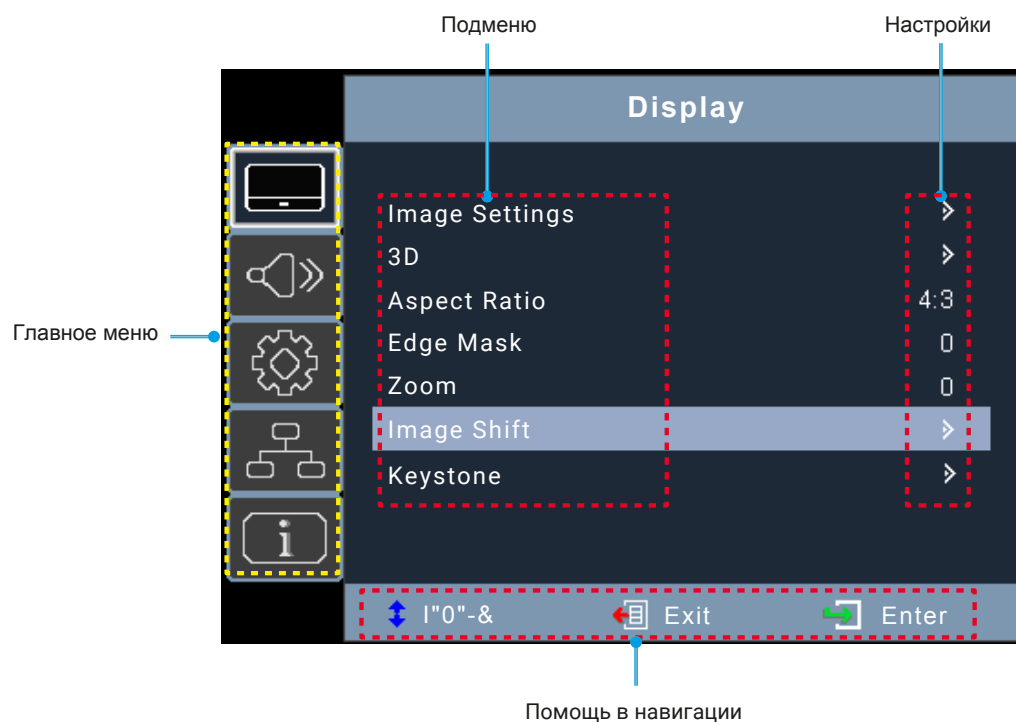 Подменю
Настройки
Display
Image Settings
3D
Aspect Ratio 4:3
Edge Mask 0
Главное меню
Zoom 0
Image Shift
Keystone
i
I"0"-& Exit Enter
Помощь в навигации